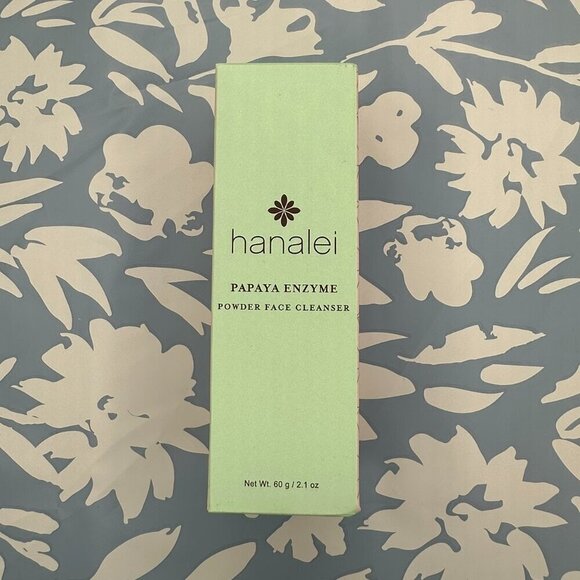 hanalei
PAPAYA ENZYME
POWDER FACE CLEANSER
Net Wt. 60 g / 2.1 oz